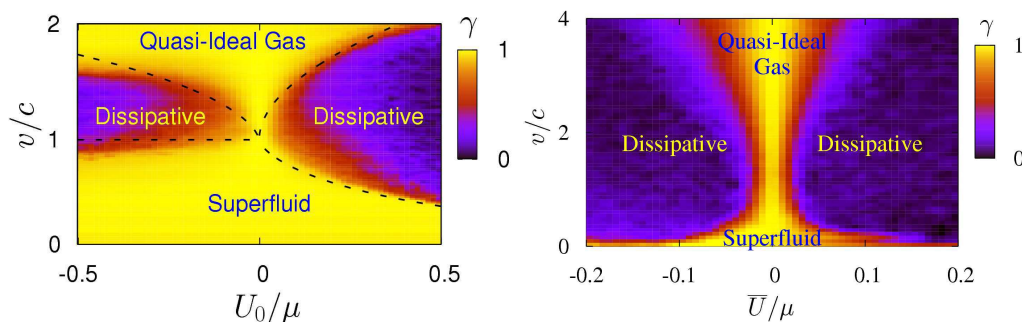 2
v/c
1
0
Quasi-Ideal Gas
Dissipative
Dissipative
Superfluid
-0.5
0
0.5
U₀/μ
γ
1
0
4
v/c
2
0
Quasi-Ideal
Gas
Dissipative
Dissipative
Superfluid
-0.2
-0.1
0
0.1
0.2
U̅/μ
γ
1
0